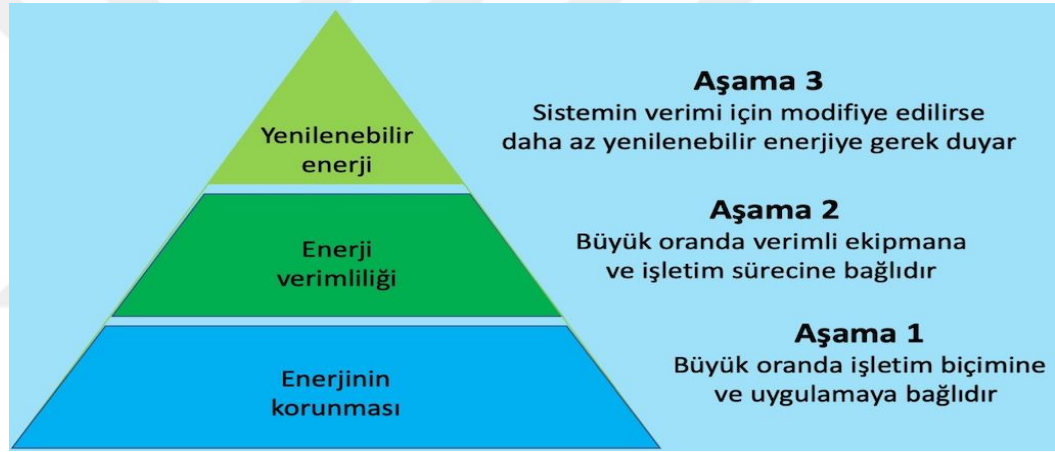 Aşama 3
Sistemin verimi için modifiye edilirse
daha az yenilenebilir enerjiye gerek duyar
Yenilenebilir
enerji
Aşama 2
Büyük oranda verimli ekipmana
ve işletim sürecine bağlıdır
Enerji
verimliliği
Aşama 1
Büyük oranda işletim biçimine
ve uygulamaya bağlıdır
Enerjinin
korunması